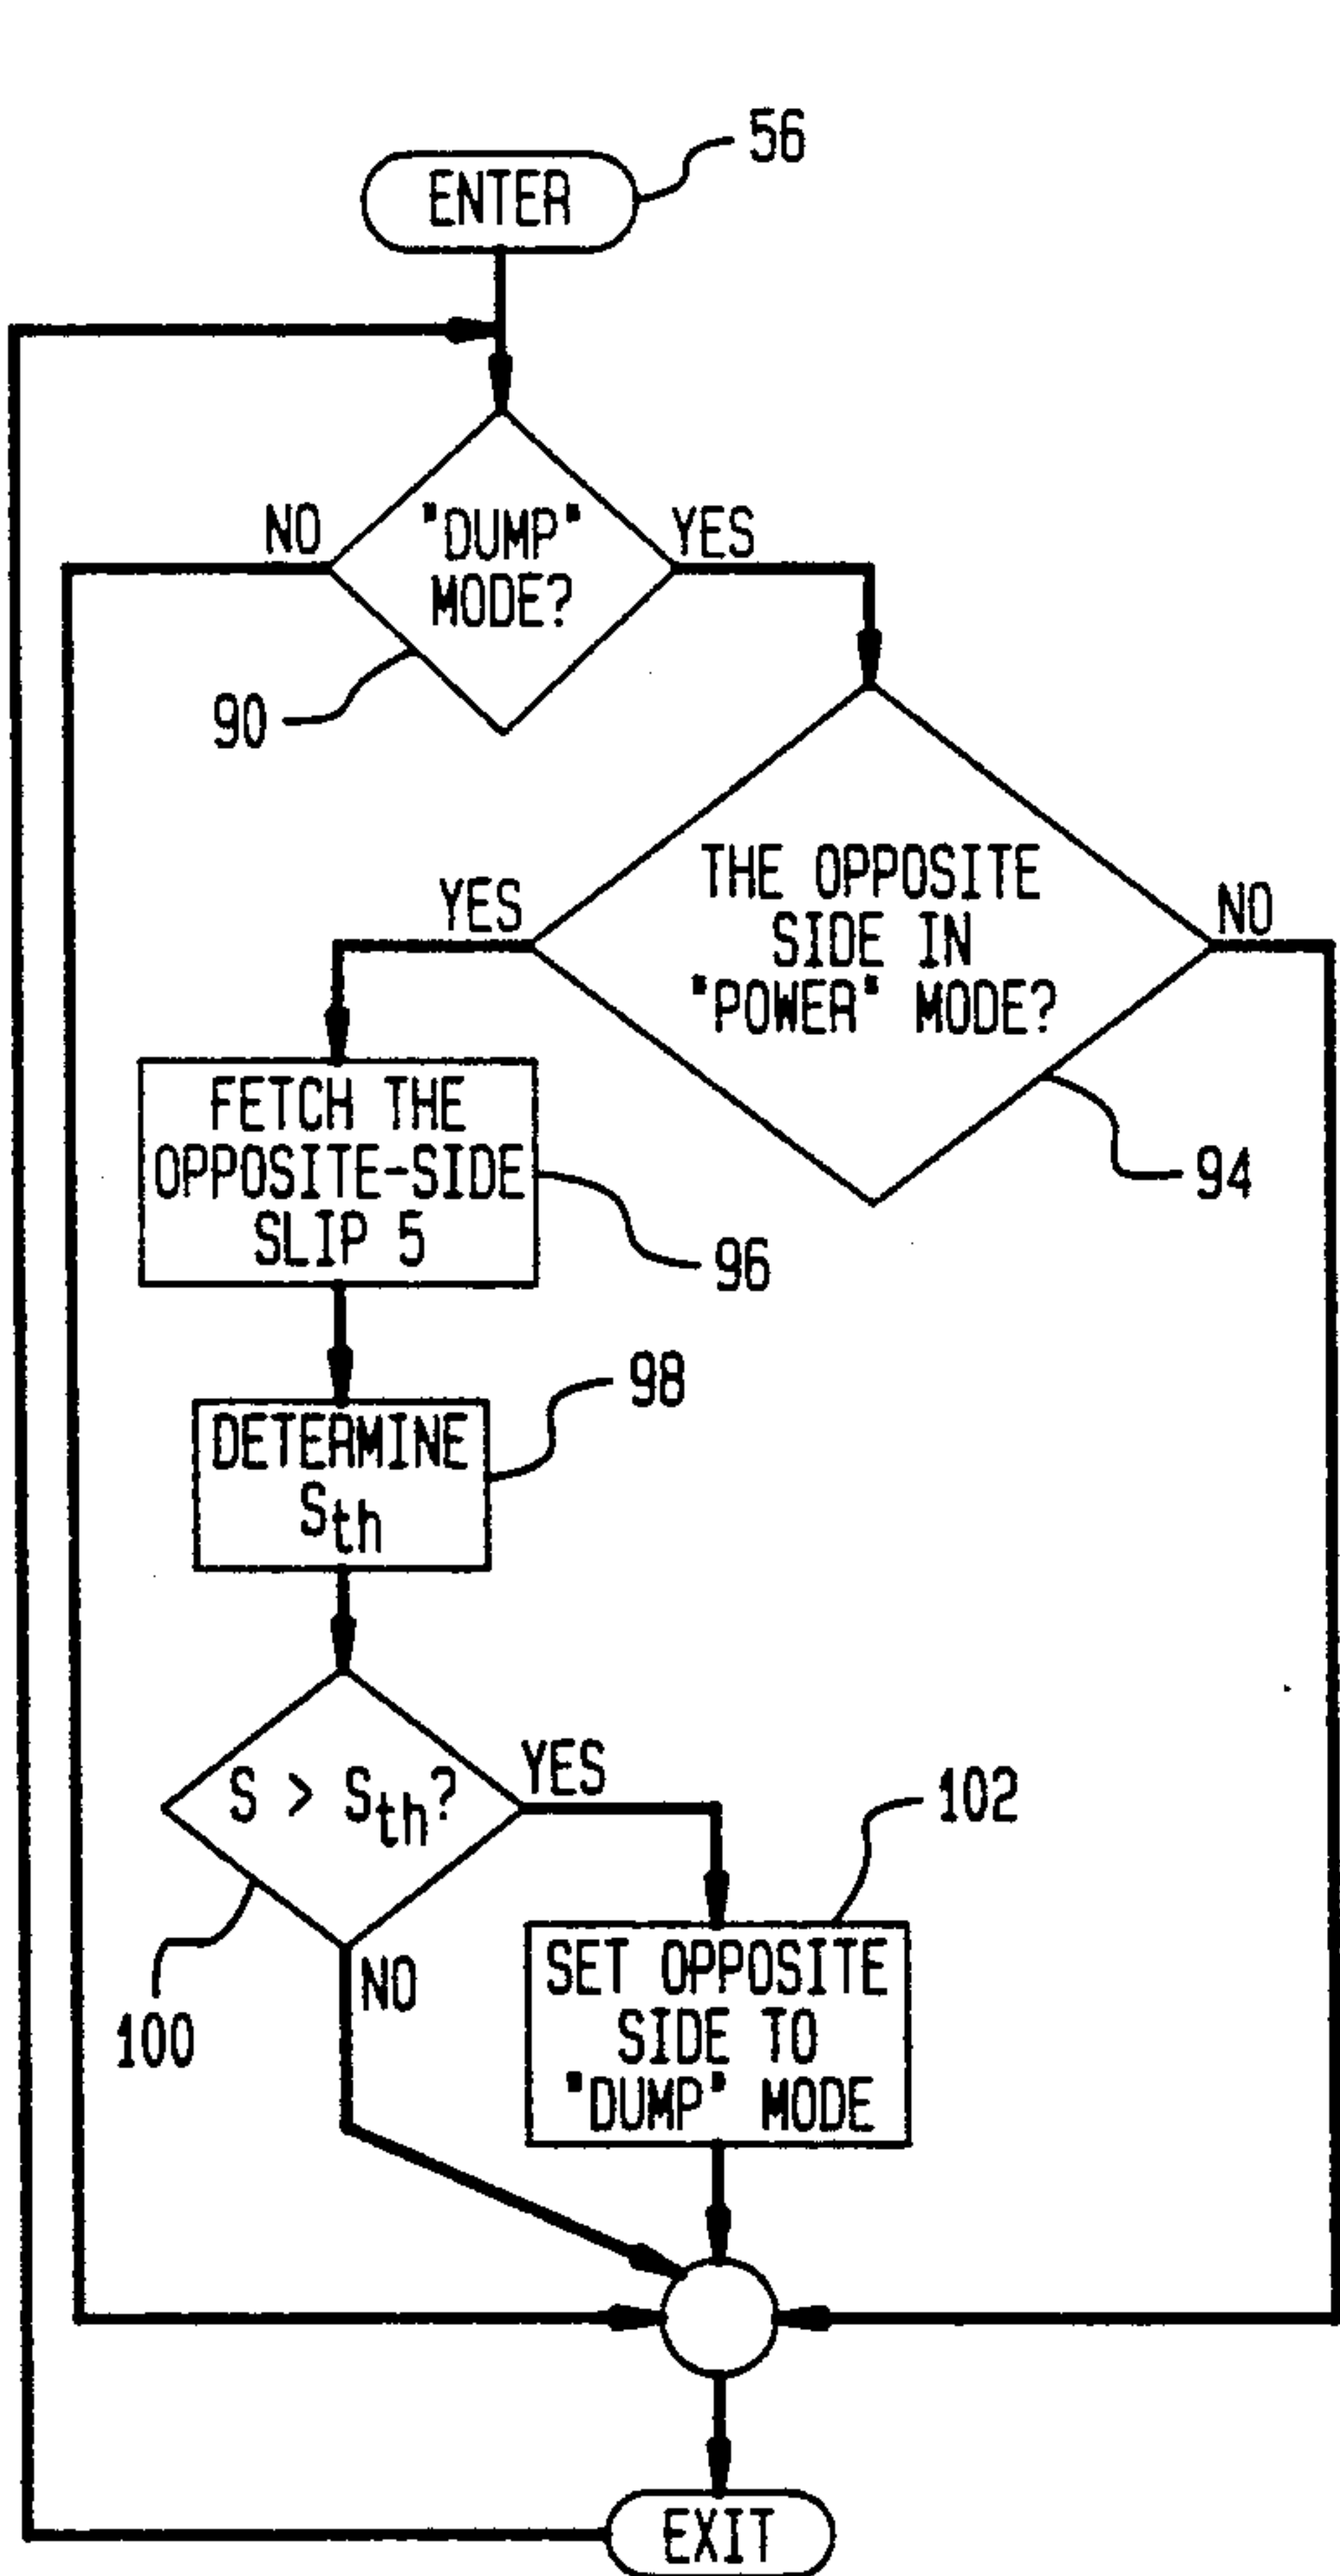 56
ENTER
NO
"DUMP"
MODE?
YES
90
THE OPPOSITE
SIDE IN
"POWER" MODE?
YES
NO
94
FETCH THE
OPPOSITE-SIDE
SLIP 5
96
98
DETERMINE
Sth
S > Sth?
YES
102
100
NO
SET OPPOSITE
SIDE TO
"DUMP" MODE
EXIT